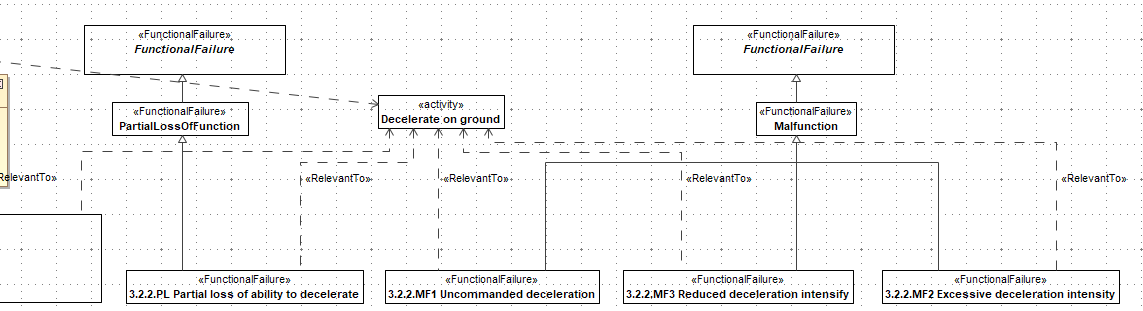 «FunctionalFailure»
FunctionalFailure
«FunctionalFailure»
FunctionalFailure
«activity»
Decelerate on ground
«FunctionalFailure»
PartialLossOfFunction
«FunctionalFailure»
Malfunction
RelevantTo»
«RelevantTo»
«RelevantTo»
«RelevantTo»
«RelevantTo»
«FunctionalFailure»
3.2.2.PL Partial loss of ability to decelerate
«FunctionalFailure»
3.2.2.MF1 Uncommanded deceleration
«FunctionalFailure»
3.2.2.MF3 Reduced deceleration intensify
«FunctionalFailure»
3.2.2.MF2 Excessive deceleration intensity